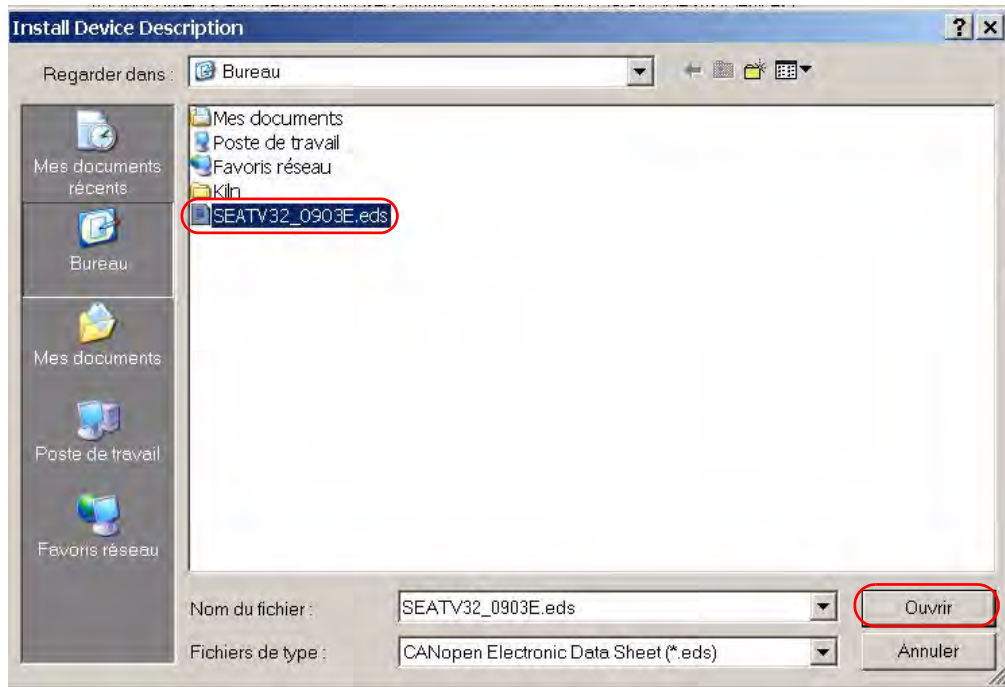 Install Device Description
Regarder dans :
Bureau
Mes documents récents
Bureau
Mes documents
Poste de travail
Favoris réseau
Mes documents
Poste de travail
Favoris réseau
Kiln
SEATV32_0903E.eds
Nom du fichier :
SEATV32_0903E.eds
Ouvrir
Fichiers de type :
CANopen Electronic Data Sheet (*.eds)
Annuler